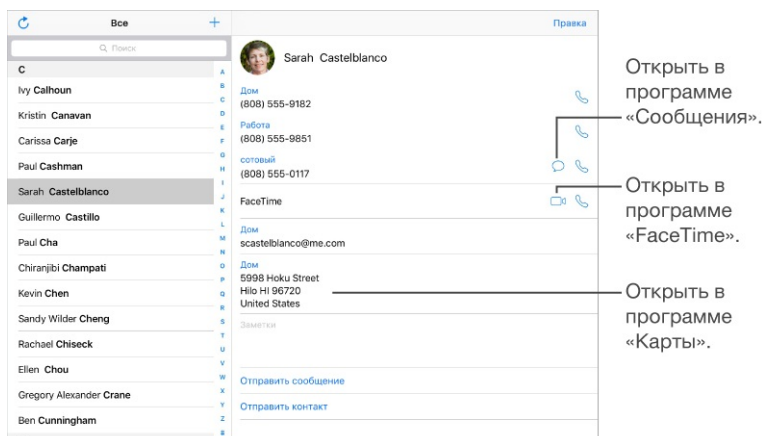 Все
+
Поиск
C
Ivy Calhoun
Kristin Canavan
Carissa Carje
Paul Cashman
Sarah Castelblanco
Guillermo Castillo
Paul Cha
Chiranjibi Champati
Kevin Chen
Sandy Wilder Cheng
Rachael Chiseck
Ellen Chou
Gregory Alexander Crane
Ben Cunningham
A
B
C
D
E
F
G
H
I
J
K
L
M
N
O
P
Q
R
S
T
U
V
W
X
Y
Z
Правка
Sarah Castelblanco
Дом
(808) 555-9182
Работа
(808) 555-9851
сотовый
(808) 555-0117
FaceTime
Дом
scastelblanco@me.com
Дом
5998 Hoku Street
Hilo HI 96720
United States
Заметки
Отправить сообщение
Отправить контакт
Открыть в
программе
«Сообщения».
Открыть в
программе
«FaceTime».
Открыть в
программе
«Карты».